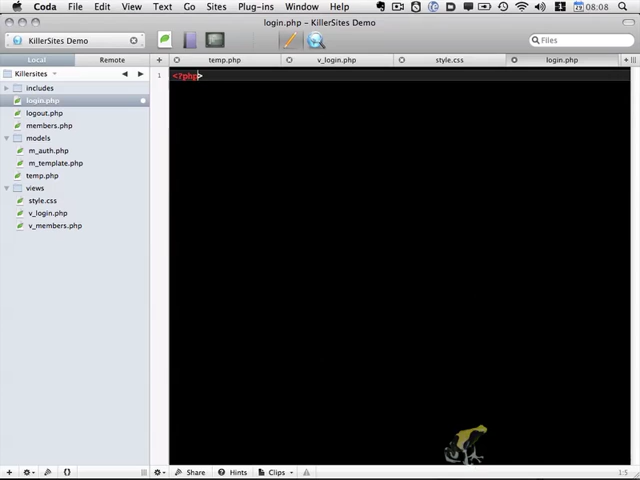 Coda File Edit View Text Go Sites Plug-ins Window Help 08:08
login.php — KillerSites Demo
KillerSites Demo Files
Local Remote + temp.php v_login.php style.css login.php
Killersites
1 <?php>
includes
login.php
logout.php
members.php
models
m_auth.php
m_template.php
temp.php
views
style.css
v_login.php
v_members.php
Share Hints Clips 1:5